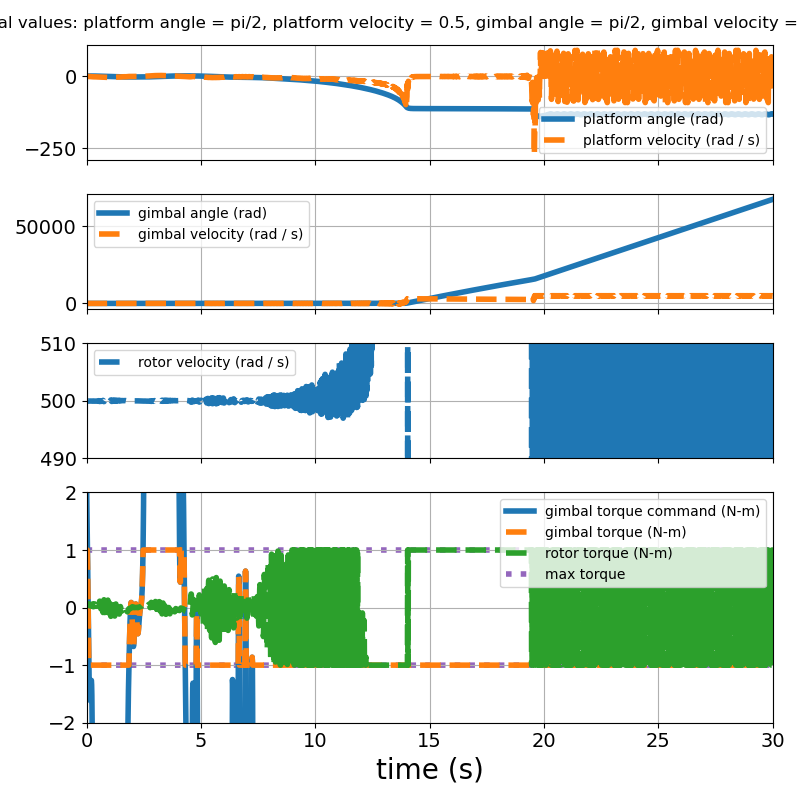 al values: platform angle = pi/2, platform velocity = 0.5, gimbal angle = pi/2, gimbal velocity =
0
−250
platform angle (rad)
platform velocity (rad / s)
50000
0
gimbal angle (rad)
gimbal velocity (rad / s)
510
500
490
rotor velocity (rad / s)
2
1
0
−1
−2
gimbal torque command (N-m)
gimbal torque (N-m)
rotor torque (N-m)
max torque
0 5 10 15 20 25 30
time (s)